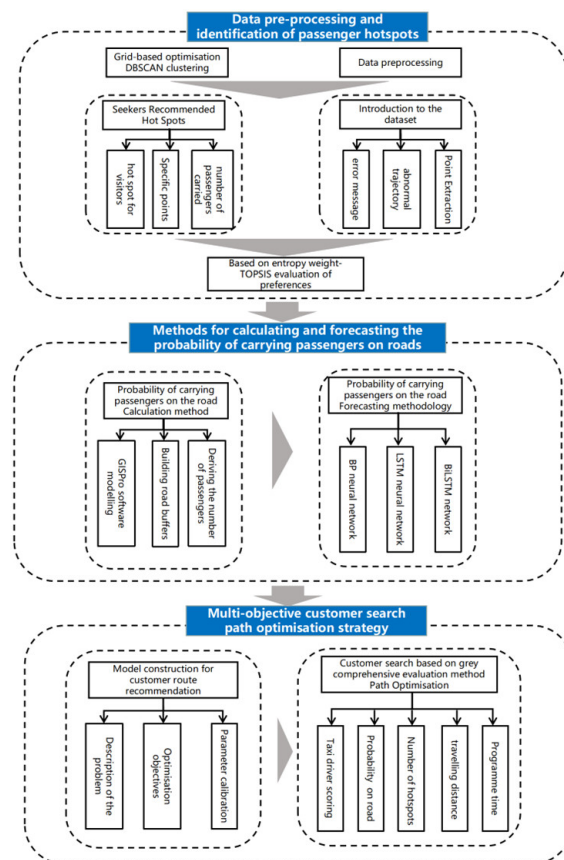 Data pre-processing and
identification of passenger hotspots
Grid-based optimisation
DBSCAN clustering
Data preprocessing
Seekers Recommended
Hot Spots
hot spot for
visitors
Specific points
number of
passengers
carried
Introduction to the
dataset
error message
abnormal
trajectory
Point Extraction
Based on entropy weight-
TOPSIS evaluation of
preferences
Methods for calculating and forecasting the
probability of carrying passengers on roads
Probability of carrying
passengers on the road
Calculation method
GISPro software
modelling
Building road buffers
Deriving the number
of passengers
Probability of carrying
passengers on the road
Forecasting methodology
BP neural network
LSTM neural network
BiLSTM network
Multi-objective customer search
path optimisation strategy
Model construction for
customer route
recommendation
Description of the
problem
Optimisation
objectives
Parameter calibration
Customer search based on grey
comprehensive evaluation method
Path Optimisation
Taxi driver scoring
Probability on road
Number of hotspots
travelling distance
Programme time